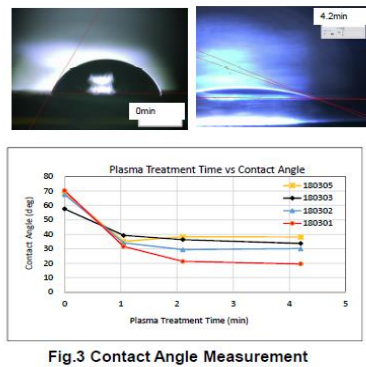 0min
4.2min
Plasma Treatment Time vs Contact Angle
Contact Angle (deg)
80
70
60
50
40
30
20
10
0
180305
180303
180302
180301
0 1 2 3 4 5
Plasma Treatment Time (min)
Fig.3 Contact Angle Measurement